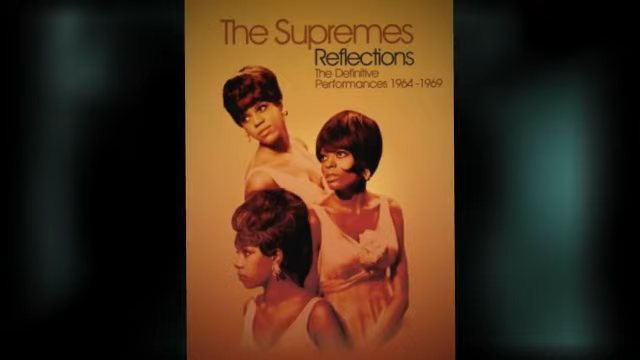 The Supremes
Reflections
The Definitive
Performances 1964-1969